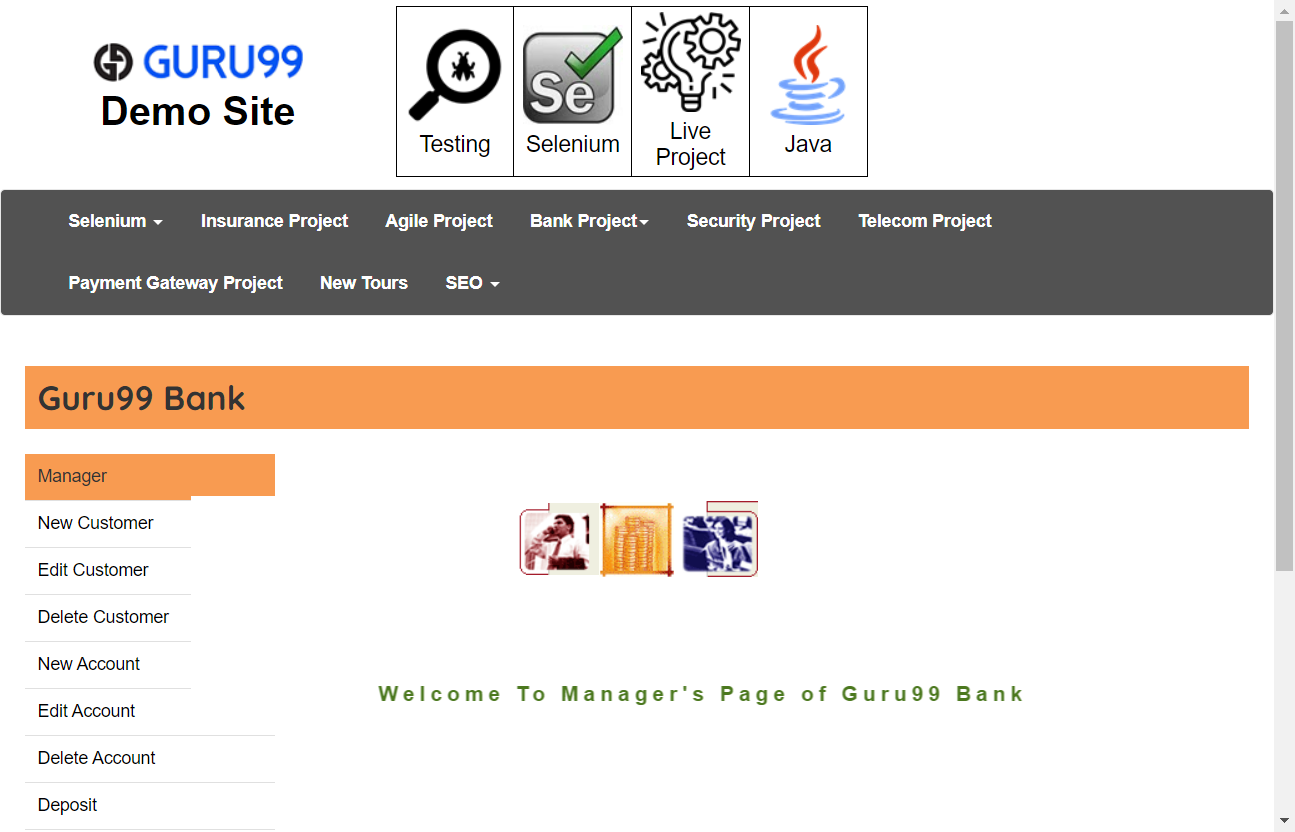 GURU99
Demo Site
Testing
Se
Selenium
Live
Project
Java
Selenium
Insurance Project
Agile Project
Bank Project
Security Project
Telecom Project
Payment Gateway Project
New Tours
SEO
Guru99 Bank
Manager
New Customer
Edit Customer
Delete Customer
New Account
Edit Account
Delete Account
Deposit
Welcome To Manager's Page of Guru99 Bank